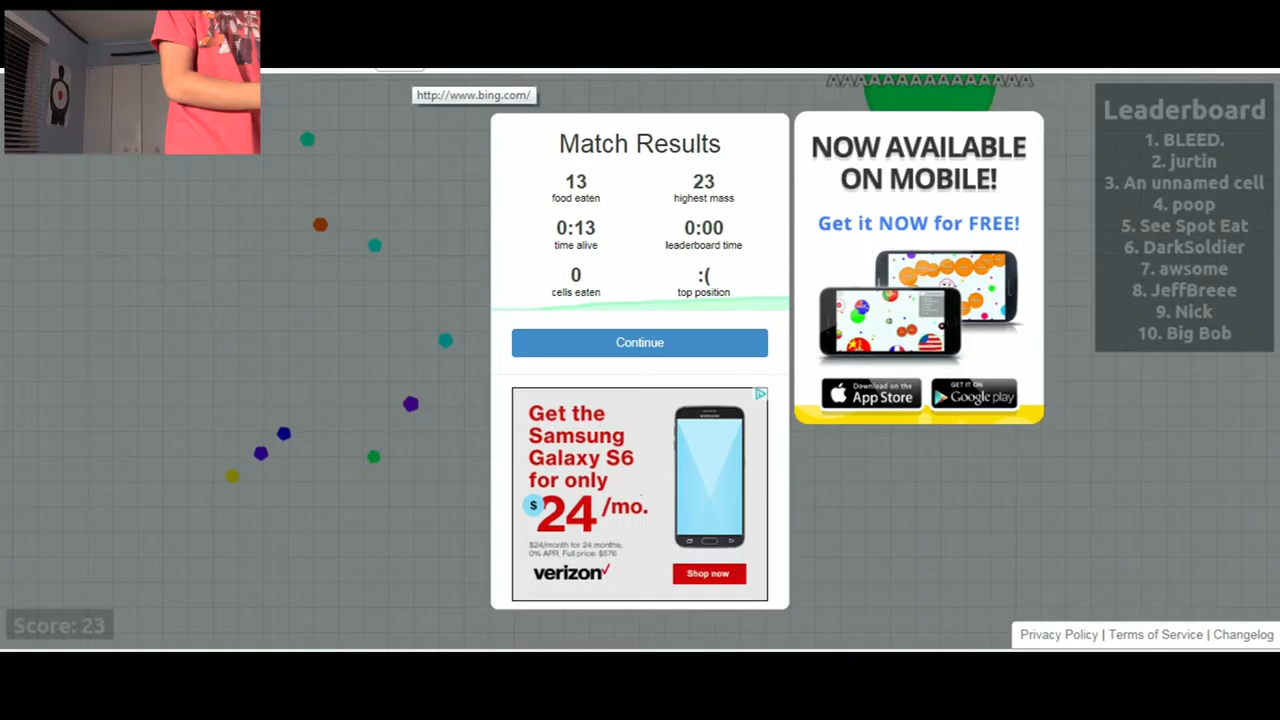 http://www.bing.com/
AAAAAAAAAAAAAAA
Match Results
13
food eaten
23
highest mass
0:13
time alive
0:00
leaderboard time
0
cells eaten
:(
top position
Continue
Get the
Samsung
Galaxy S6
for only
$24/mo.
$24/month for 24 months;
0% APR. Full price: $576
verizon
Shop now
NOW AVAILABLE
ON MOBILE!
Get it NOW for FREE!
Download on the
App Store
GET IT ON
Google play
Leaderboard
1. BLEED.
2. jurtin
3. An unnamed cell
4. poop
5. See Spot Eat
6. DarkSoldier
7. awsome
8. JeffBreee
9. Nick
10. Big Bob
Score: 23
Privacy Policy | Terms of Service | Changelog